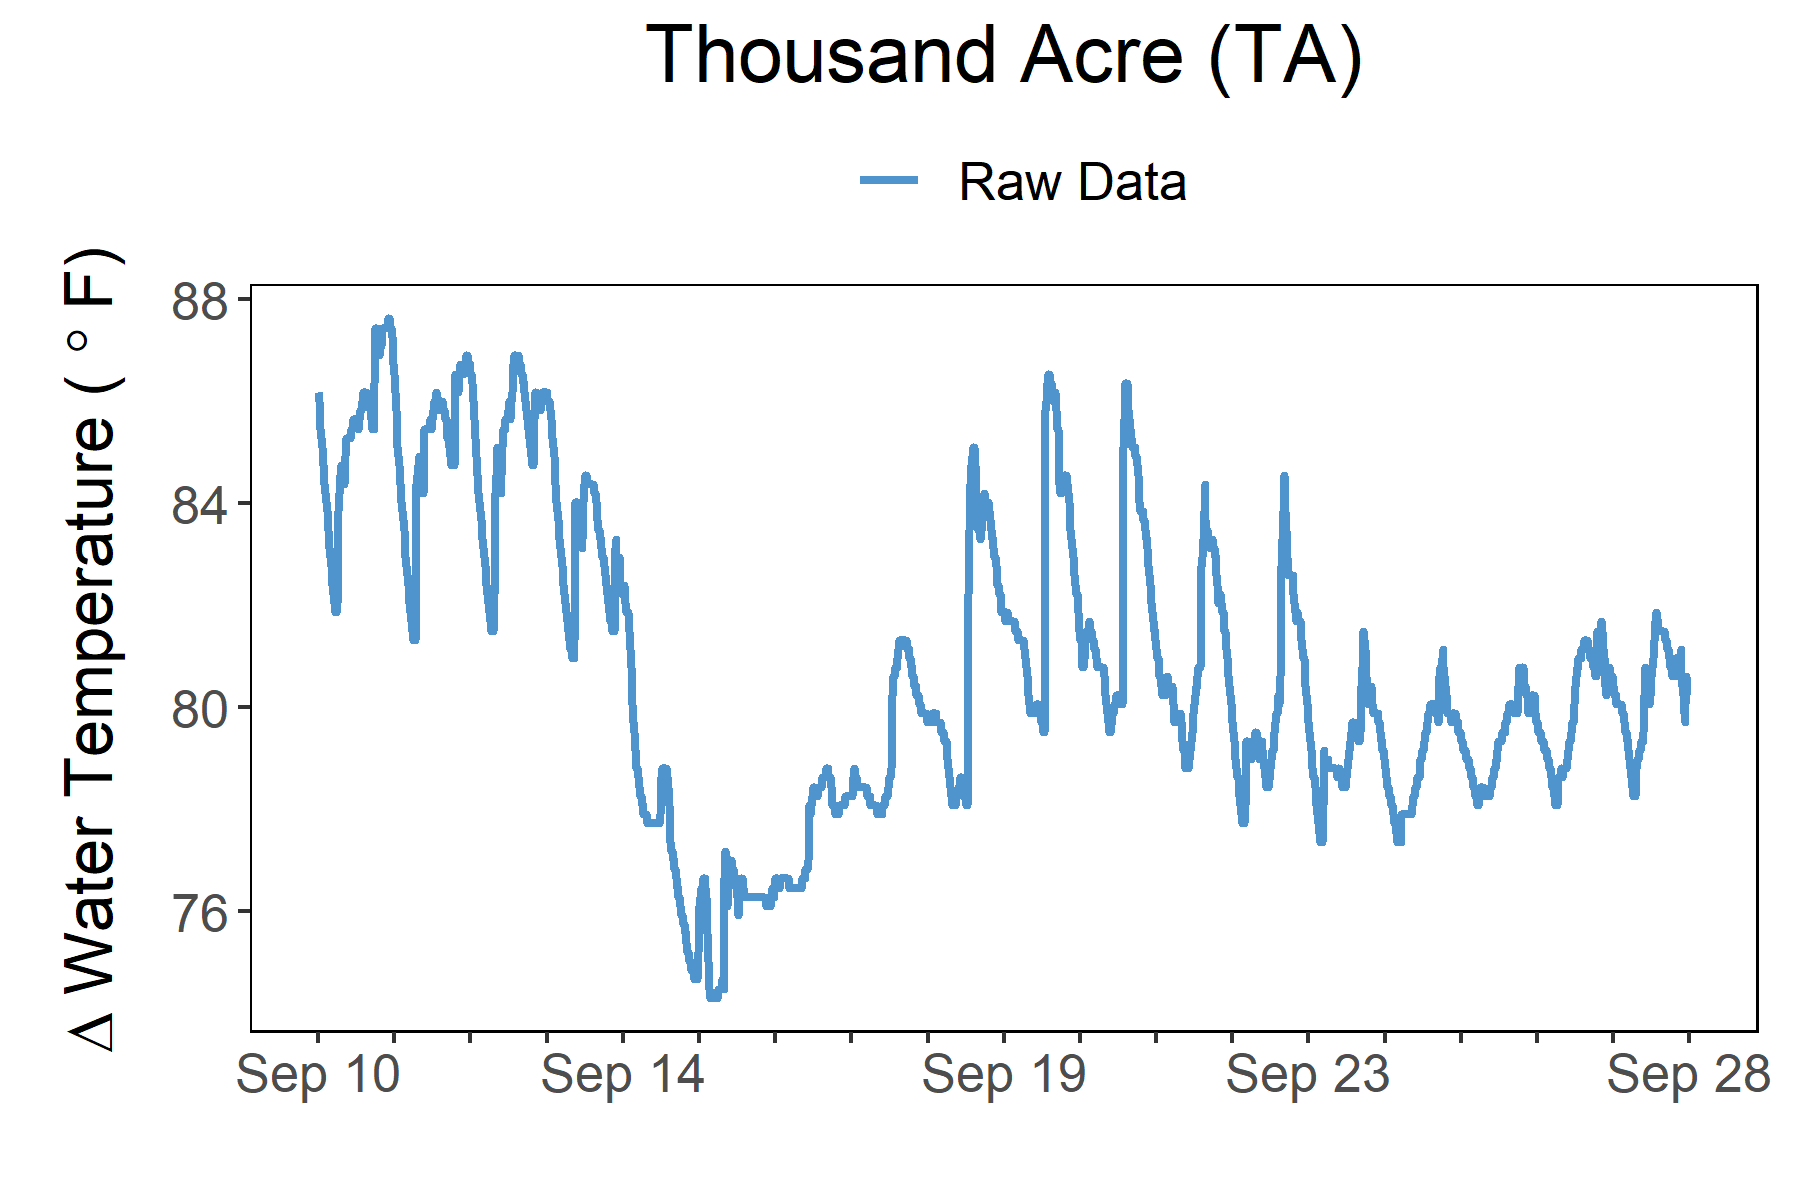 Thousand Acre (TA)
Raw Data
Δ Water Temperature ( ° F)
88
84
80
76
Sep 10 Sep 14 Sep 19 Sep 23 Sep 28